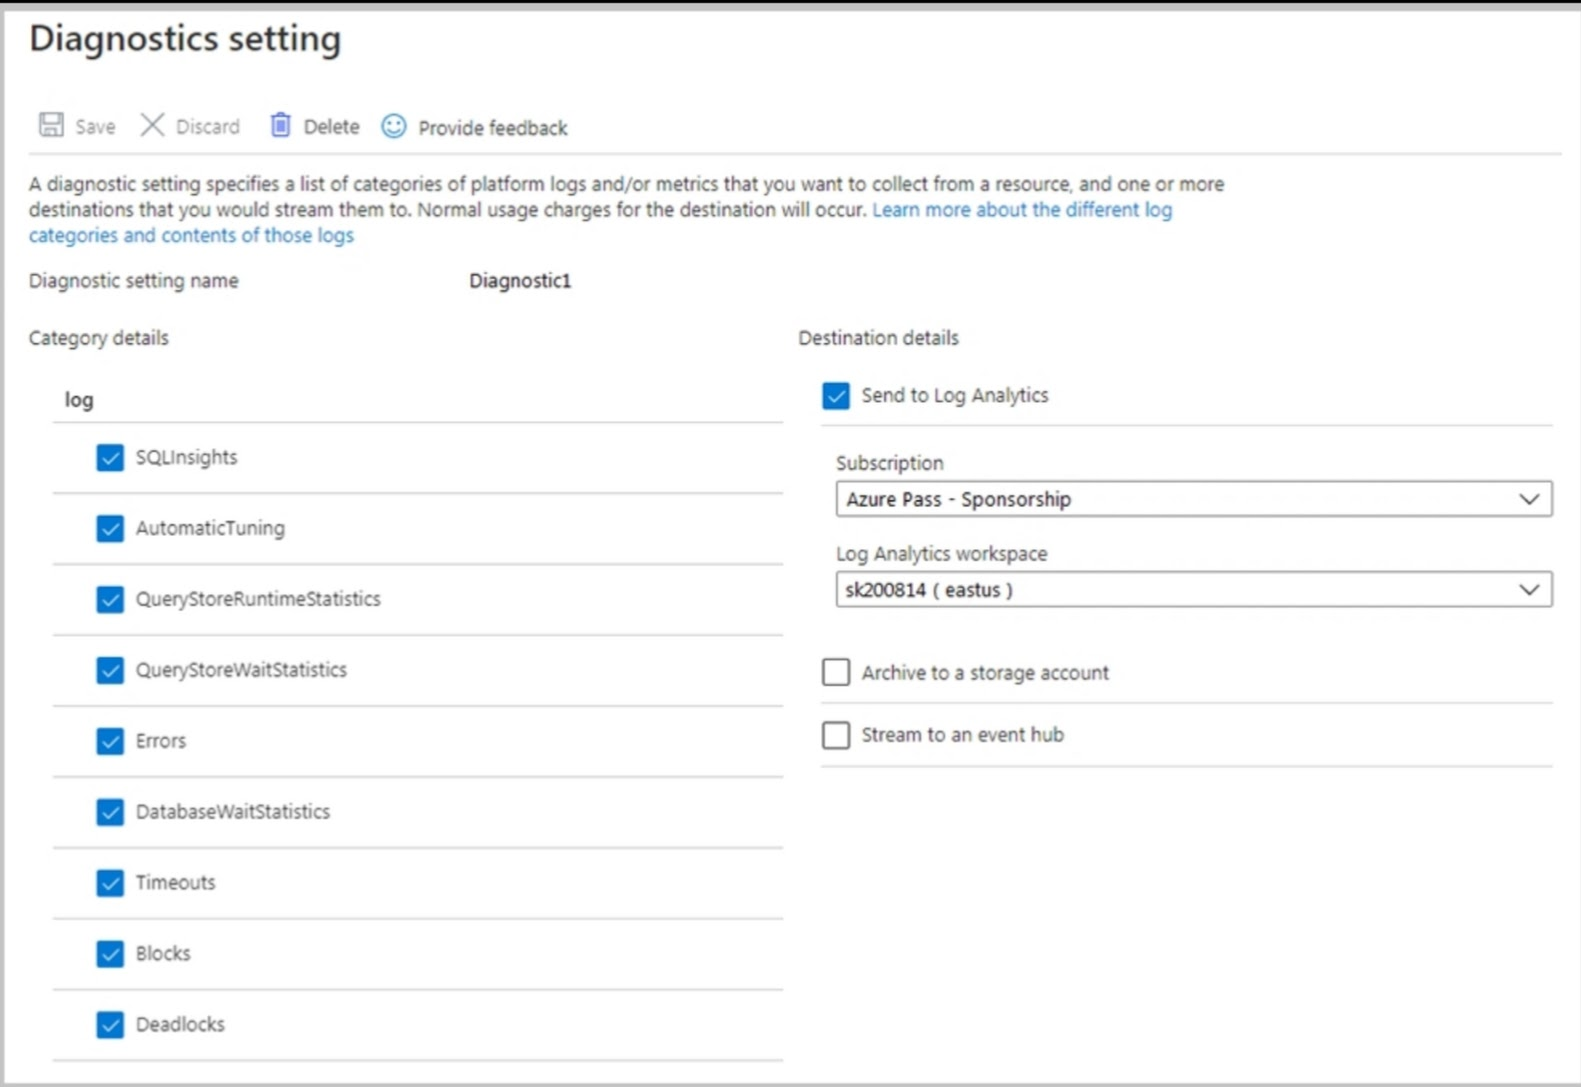 Diagnostics setting
Save Discard Delete Provide feedback
A diagnostic setting specifies a list of categories of platform logs and/or metrics that you want to collect from a resource, and one or more
destinations that you would stream them to. Normal usage charges for the destination will occur. Learn more about the different log
categories and contents of those logs
Diagnostic setting name Diagnostic1
Category details
log
SQLInsights
AutomaticTuning
QueryStoreRuntimeStatistics
QueryStoreWaitStatistics
Errors
DatabaseWaitStatistics
Timeouts
Blocks
Deadlocks
Destination details
Send to Log Analytics
Subscription
Azure Pass - Sponsorship
Log Analytics workspace
sk200814 ( eastus )
Archive to a storage account
Stream to an event hub